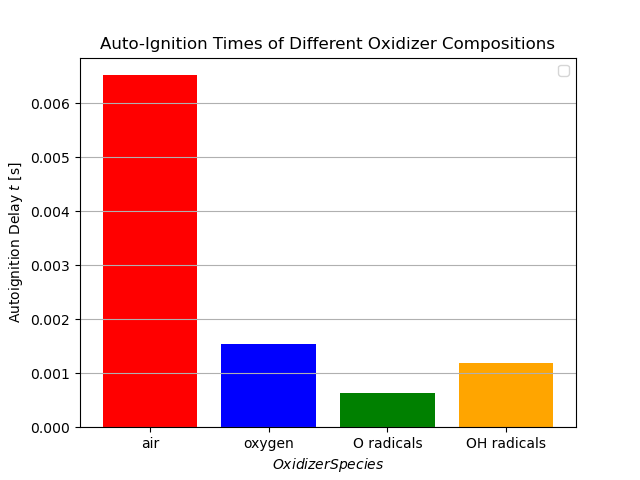 Auto-Ignition Times of Different Oxidizer Compositions
Autoignition Delay t [s]
0.006
0.005
0.004
0.003
0.002
0.001
0.000
air oxygen O radicals OH radicals
OxidizerSpecies